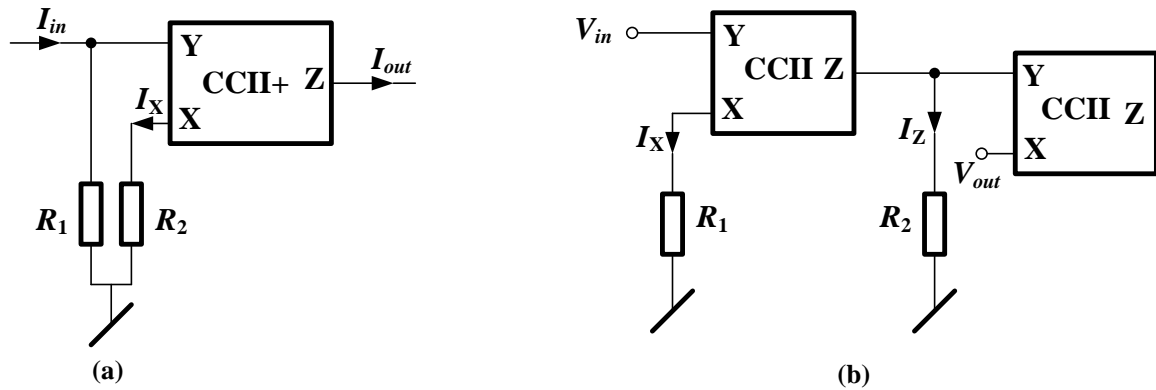 I_in
Y
CCII+
Z
I_out
I_X
X
R_1
R_2
(a)
V_in
Y
CCII Z
X
I_X
R_1
I_Z
R_2
Y
CCII Z
X
V_out
(b)